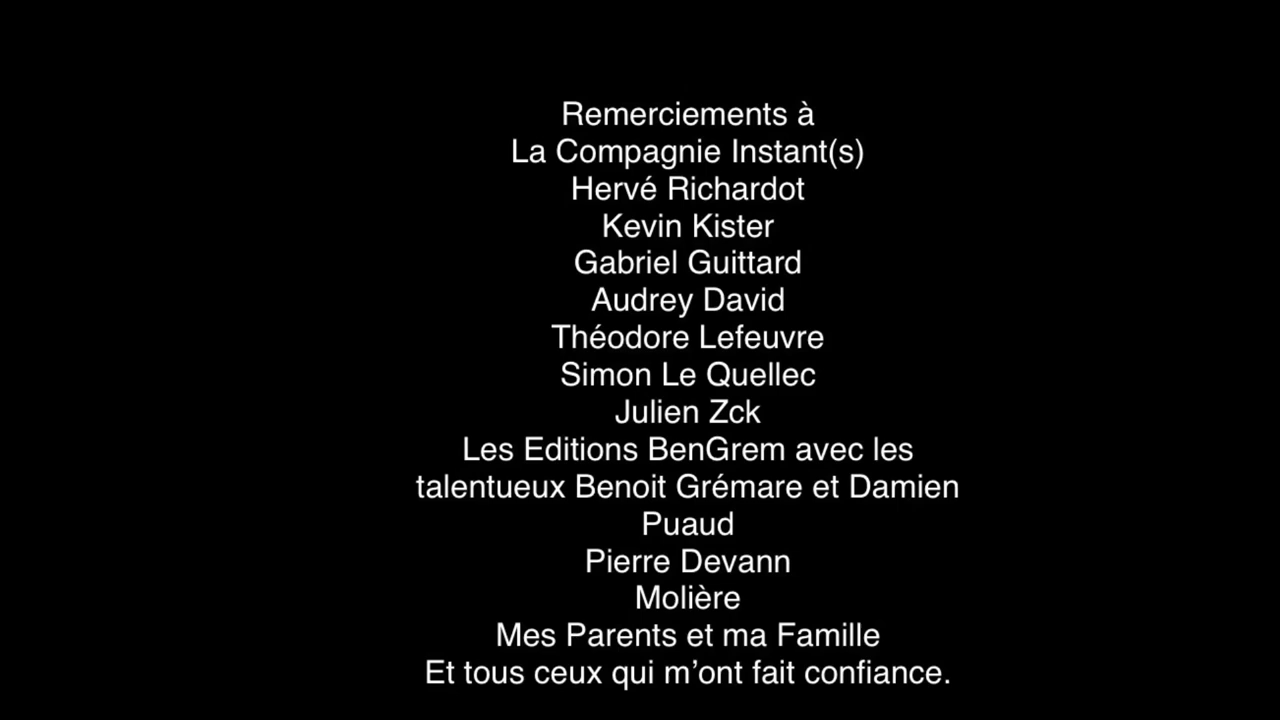 Remerciements à
La Compagnie Instant(s)
Hervé Richardot
Kevin Kister
Gabriel Guittard
Audrey David
Théodore Lefeuvre
Simon Le Quellec
Julien Zck
Les Editions BenGrem avec les
talentueux Benoit Grémare et Damien
Puaud
Pierre Devann
Molière
Mes Parents et ma Famille
Et tous ceux qui m’ont fait confiance.